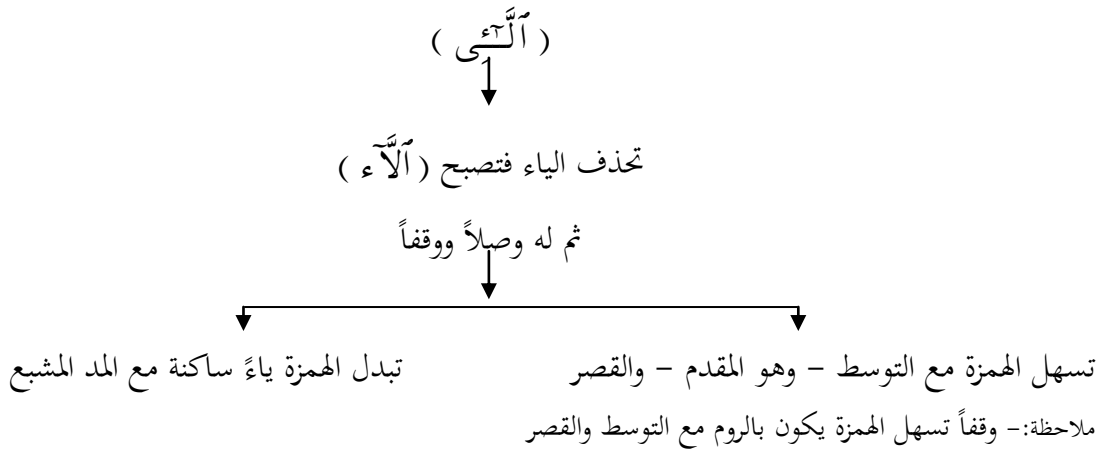 ( ٱلَّـٰٓـِٔى )
تحذف الياء فتصبح ( ٱلَّآء )
ثم له وصلاً ووقفاً
تسهل الهمزة مع التوسط – وهو المقدم – والقصر
تبدل الهمزة ياءً ساكنة مع المد المشبع
ملاحظة:- وقفاً تسهل الهمزة يكون بالروم مع التوسط والقصر